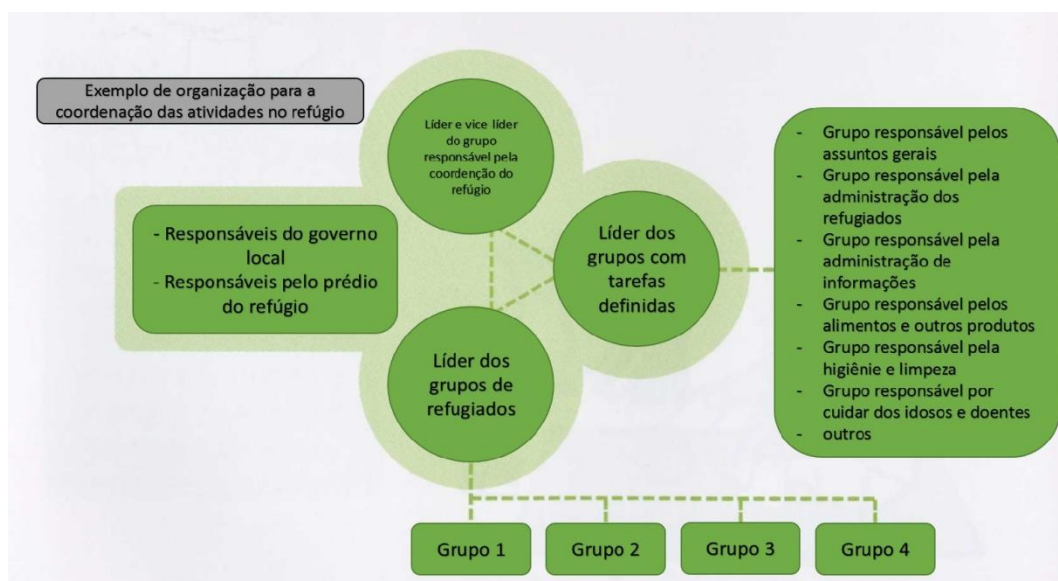 Exemplo de organização para a
coordenação das atividades no refúgio
Líder e vice líder
do grupo
responsável pela
coordenção do
refúgio
- Responsáveis do governo
local
- Responsáveis pelo prédio
do refúgio
Líder dos
grupos com
tarefas
definidas
- Grupo responsável pelos
assuntos gerais
- Grupo responsável pela
administração dos
refugiados
- Grupo responsável pela
administração de
informações
- Grupo responsável pelos
alimentos e outros produtos
- Grupo responsável pela
higiênie e limpeza
- Grupo responsável por
cuidar dos idosos e doentes
- outros
Líder dos
grupos de
refugiados
Grupo 1
Grupo 2
Grupo 3
Grupo 4